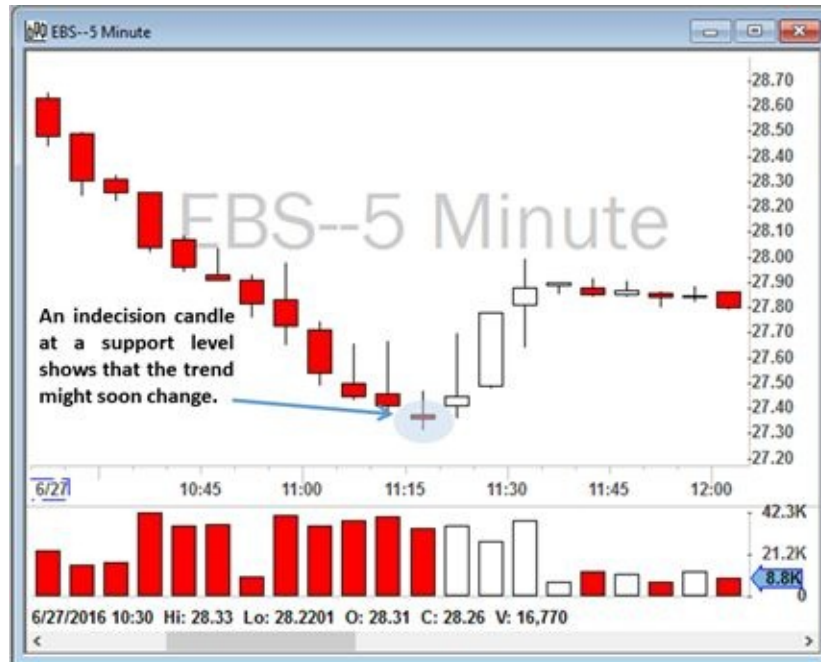 EBS--5 Minute
EBS--5 Minute
28.70
28.60
28.50
28.40
28.30
28.20
28.10
28.00
27.90
27.80
27.70
27.60
27.50
27.40
27.30
27.20
An indecision candle
at a support level
shows that the trend
might soon change.
6/27 10:45 11:00 11:15 11:30 11:45 12:00
42.3K
21.2K
8.8K
0
6/27/2016 10:30 Hi: 28.33 Lo: 28.2201 O: 28.31 C: 28.26 V: 16,770